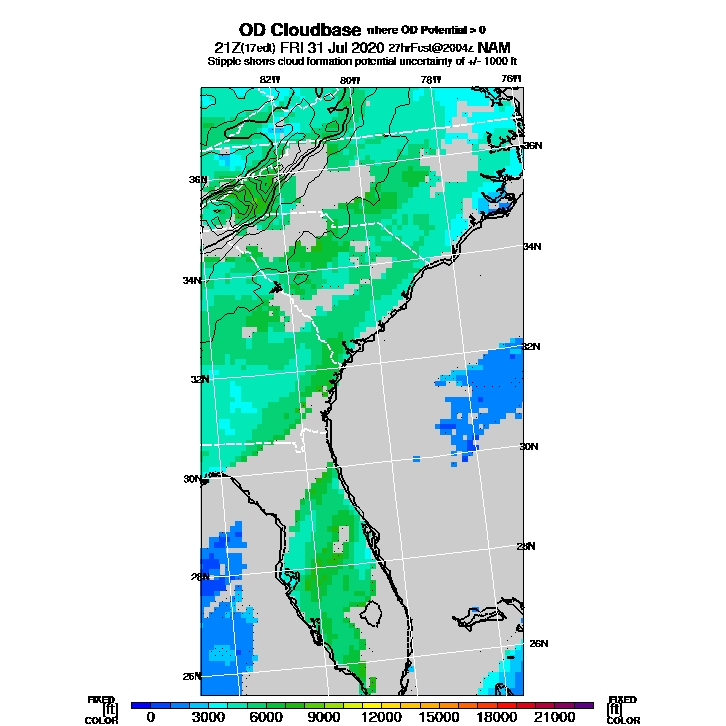 OD Cloudbase where OD Potential > 0
21Z(17edt) FRI 31 Jul 2020 27hrFcst@2004z NAM
Stipple shows cloud formation potential uncertainty of +/- 1000 ft
82W 80W 78W 76W
36N
36N
34N
34N
32N
32N
30N
30N
28N
28N
26N
26N
FIXED FIXED
[ft] 0 3000 6000 9000 12000 15000 18000 21000 [ft]
COLOR COLOR